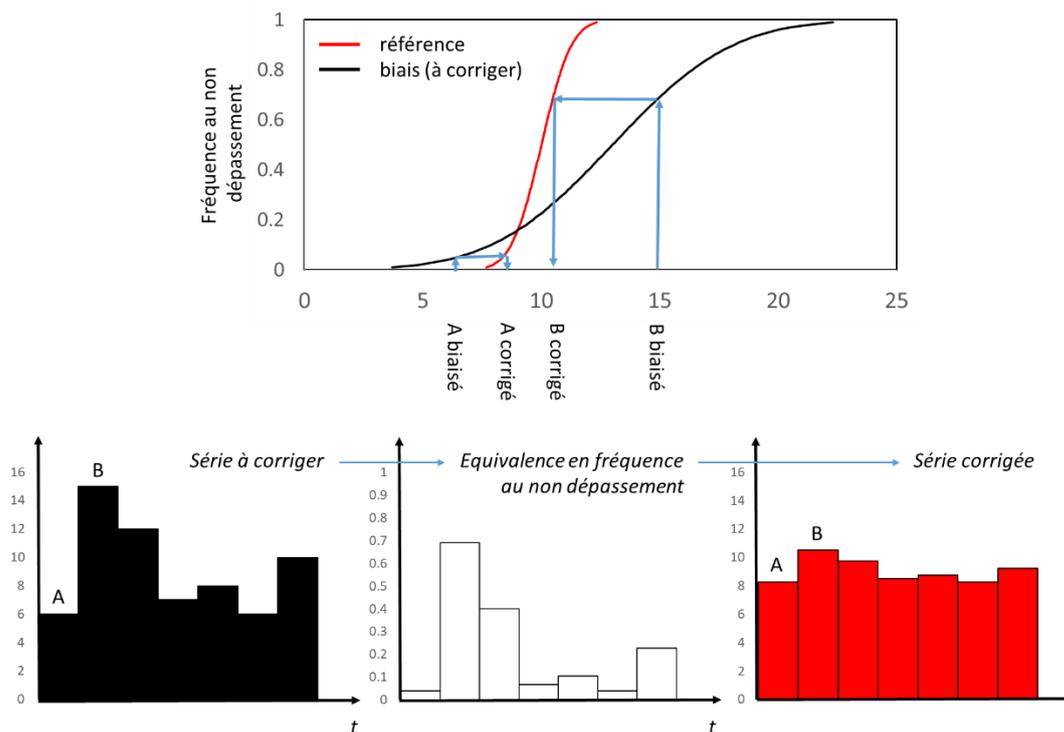 1
0.8
0.6
0.4
0.2
0
Fréquence au non
dépassement
référence
biais (à corriger)
0 5 10 15 20 25
A biaisé
A corrigé
B corrigé
B biaisé
Série à corriger
Equivalence en fréquence
au non dépassement
Série corrigée
16
14
12
10
8
6
4
2
0
A
B
t
1
0.9
0.8
0.7
0.6
0.5
0.4
0.3
0.2
0.1
0
t
16
14
12
10
8
6
4
2
0
A
B
t